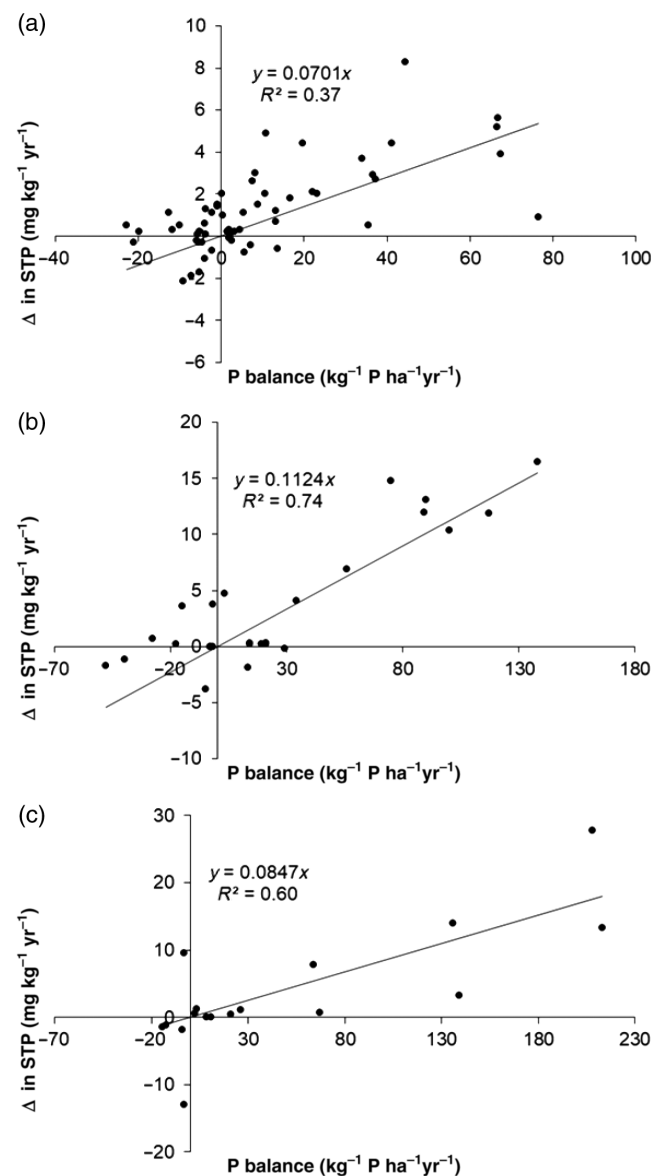 (a)
10
y = 0.0701x
R² = 0.37
8
6
4
2
0
−40
−20
0
20
40
60
80
100
−2
−4
−6
Δ in STP (mg kg⁻¹ yr⁻¹)
P balance (kg⁻¹ P ha⁻¹yr⁻¹)
(b)
20
y = 0.1124x
R² = 0.74
15
10
5
0
−70
−20
30
80
130
180
−5
−10
Δ in STP (mg kg⁻¹ yr⁻¹)
P balance (kg⁻¹ P ha⁻¹yr⁻¹)
(c)
30
y = 0.0847x
R² = 0.60
20
10
0
−70
−20
30
80
130
180
230
−10
−20
Δ in STP (mg kg⁻¹ yr⁻¹)
P balance (kg⁻¹ P ha⁻¹yr⁻¹)